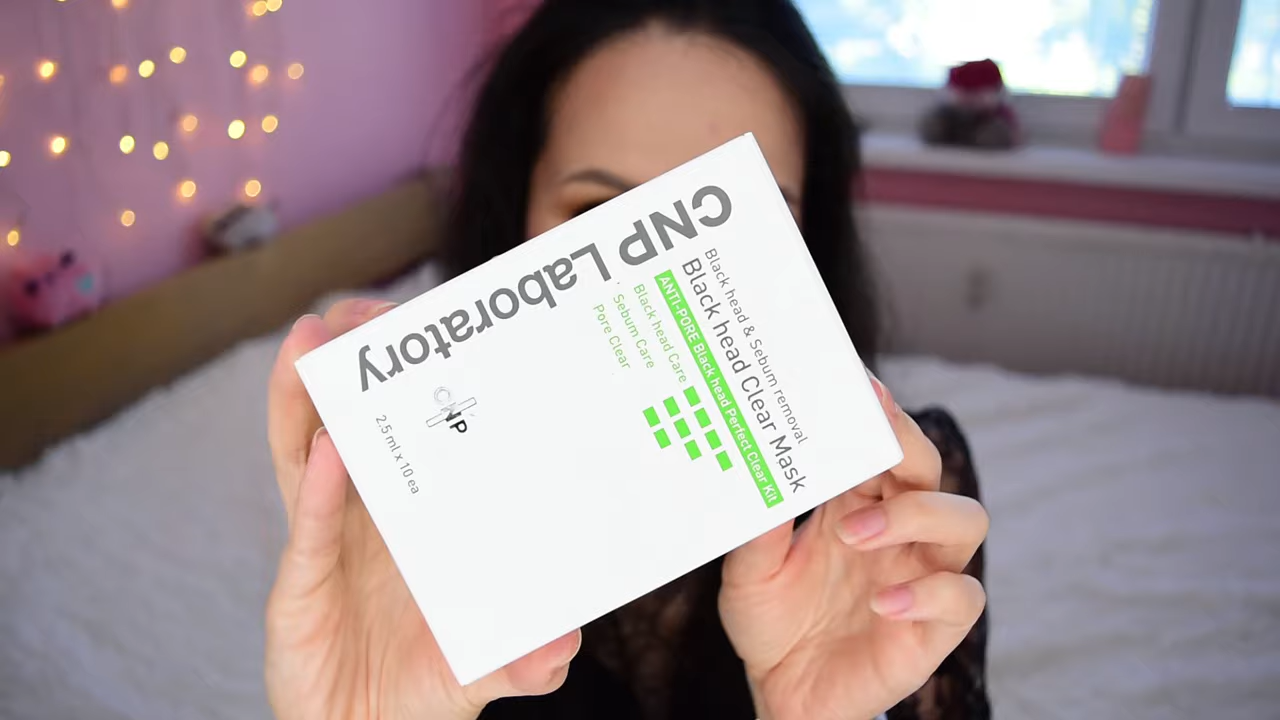 CNP Laboratory
Black head & Sebum removal
Black head Clear Mask
ANTI-PORE Black head Perfect Clear Kit
Black head Care
Sebum Care
Pore Clear
CNP
2.5 ml x 10 ea